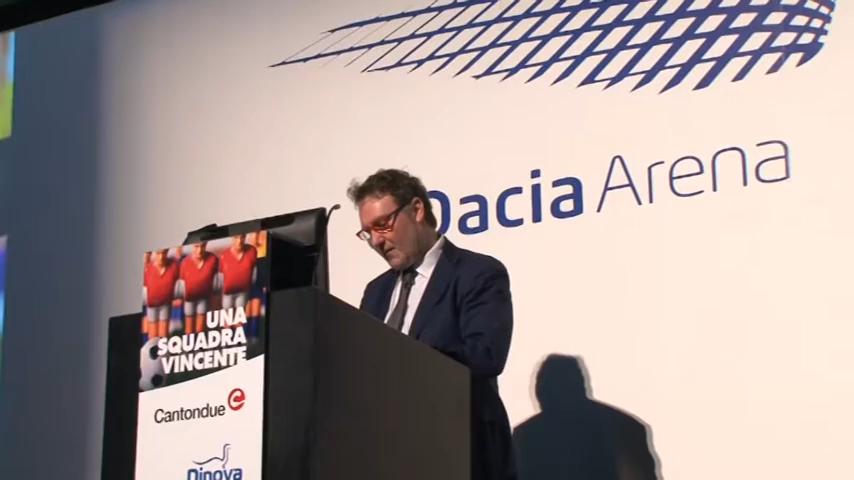 Dacia Arena
UNA
SQUADRA
VINCENTE
Cantondue
Dinova